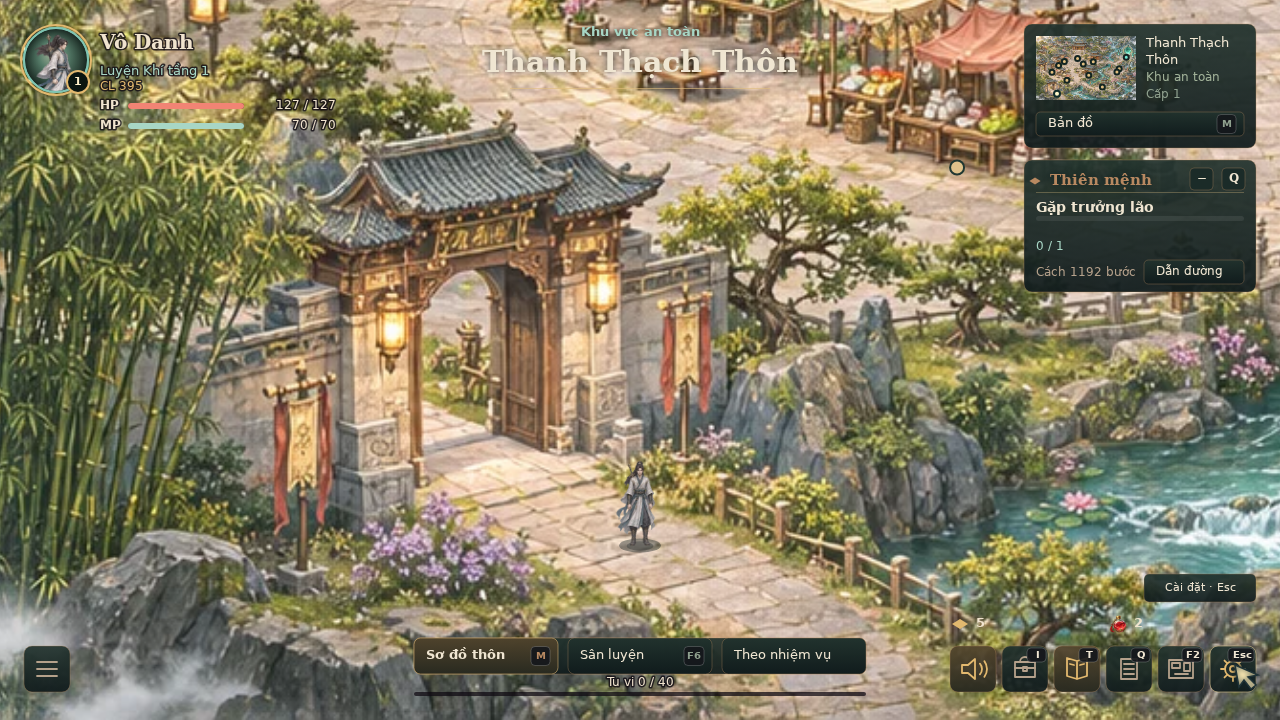 Vô Danh
Luyện Khí tầng 1
CL 395
1
HP 127 / 127
MP 70 / 70
Khu vực an toàn
Thanh Thạch Thôn
Thanh Thạch
Thôn
Khu an toàn
Cấp 1
Bản đồ M
Thiên mệnh – Q
Gặp trưởng lão
0 / 1
Cách 1192 bước Dẫn đường
Cài đặt · Esc
5
2
Sơ đồ thôn M
Sân luyện F6
Theo nhiệm vụ
Tu vi 0 / 40
I
T
Q
F2
Esc